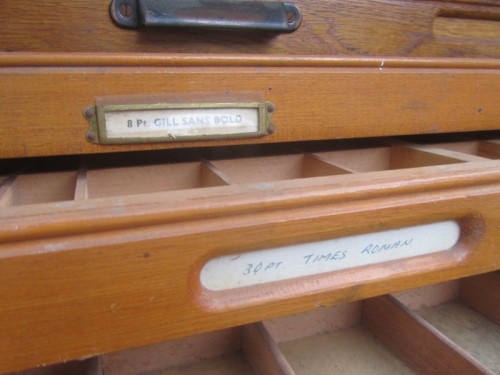 8 Pt. GILL SANS BOLD
30 PT. TIMES ROMAN